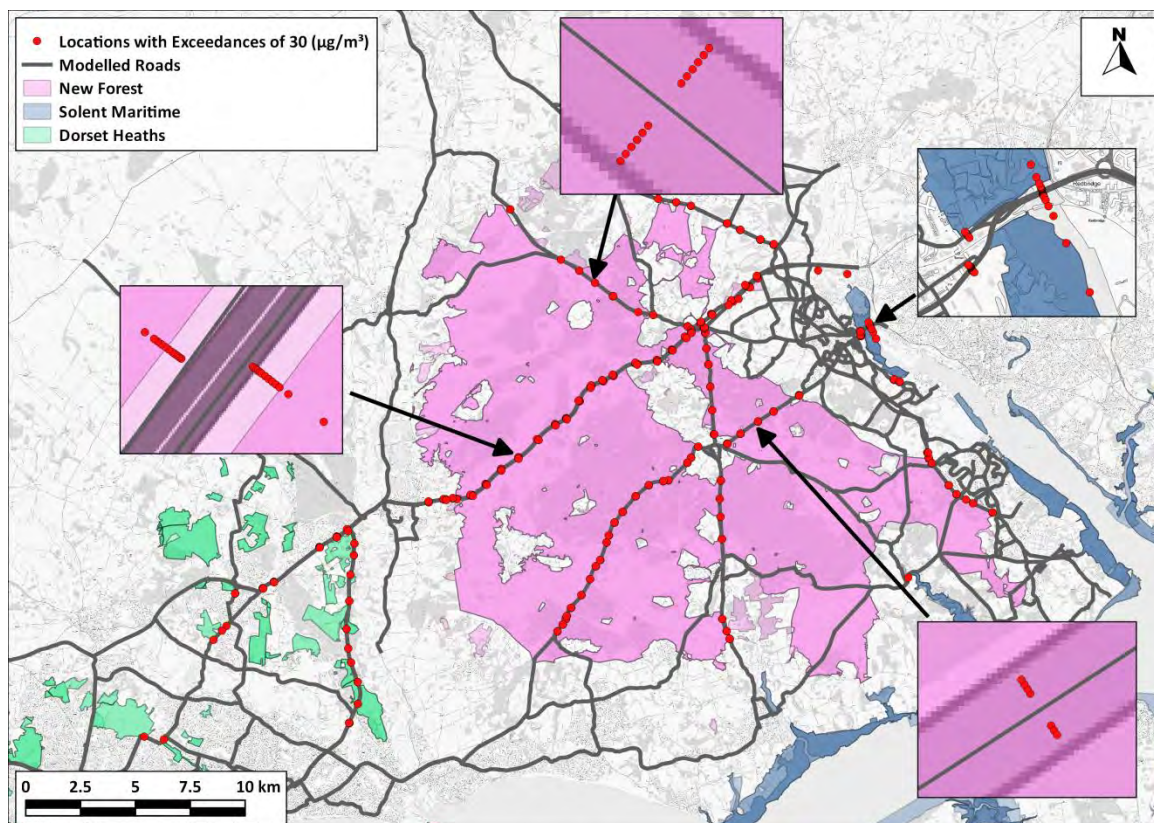 Locations with Exceedances of 30 (µg/m³)
Modelled Roads
New Forest
Solent Maritime
Dorset Heaths
N
Redbridge
0 2.5 5 7.5 10 km